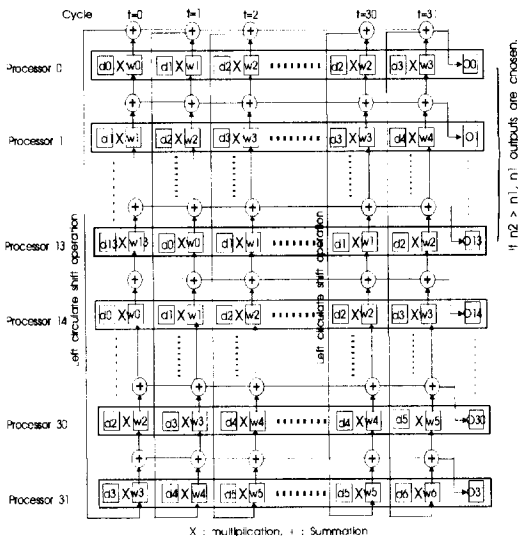 Cycle t=0 t=1 t=2 t=30 t=31
Processor 0 d0 X w0 d1 X w1 d2 X w2 d2 X w2 d3 X w3 O0
Processor 1 d1 X w1 d2 X w2 d3 X w3 d3 X w3 d4 X w4 O1
Processor 13 d13 X w13 d0 X w0 d1 X w1 d1 X w1 d2 X w2 O13
Processor 14 d0 X w0 d1 X w1 d2 X w2 d2 X w2 d3 X w3 O14
Processor 30 d2 X w2 d3 X w3 d4 X w4 d4 X w4 d5 X w5 O30
Processor 31 d3 X w3 d4 X w4 d5 X w5 d5 X w5 d6 X w6 O3
Left circulate shift operation
Left circulate shift operation
If n2 > n1, n1 outputs are chosen.
X : multiplication, + : Summation